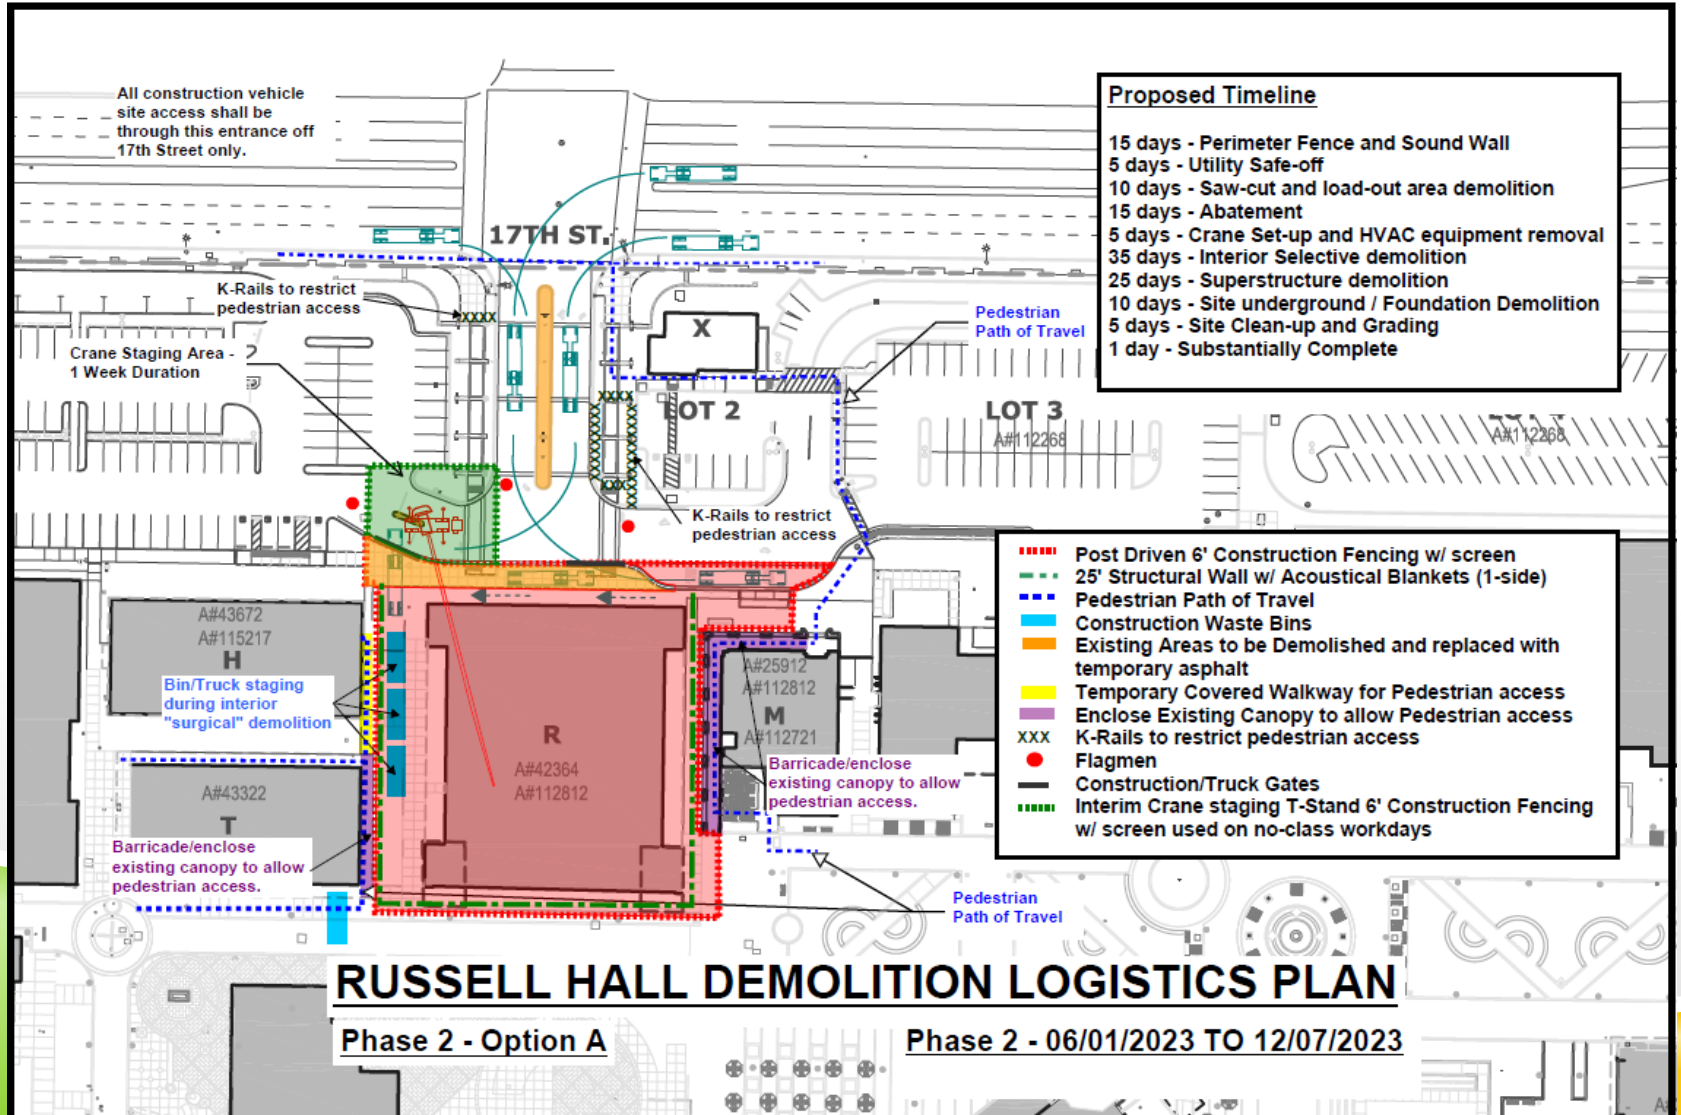 All construction vehicle
site access shall be
through this entrance off
17th Street only.
Proposed Timeline
15 days - Perimeter Fence and Sound Wall
5 days - Utility Safe-off
10 days - Saw-cut and load-out area demolition
15 days - Abatement
5 days - Crane Set-up and HVAC equipment removal
35 days - Interior Selective demolition
25 days - Superstructure demolition
10 days - Site underground / Foundation Demolition
5 days - Site Clean-up and Grading
1 day - Substantially Complete
17TH ST.
K-Rails to restrict
pedestrian access
Crane Staging Area -
1 Week Duration
X
Pedestrian
Path of Travel
LOT 2
LOT 3
A#112268
A#112268
K-Rails to restrict
pedestrian access
Post Driven 6' Construction Fencing w/ screen
25' Structural Wall w/ Acoustical Blankets (1-side)
Pedestrian Path of Travel
Construction Waste Bins
Existing Areas to be Demolished and replaced with
temporary asphalt
Temporary Covered Walkway for Pedestrian access
Enclose Existing Canopy to allow Pedestrian access
XXX K-Rails to restrict pedestrian access
Flagmen
Construction/Truck Gates
Interim Crane staging T-Stand 6' Construction Fencing
w/ screen used on no-class workdays
A#43672
A#115217
H
Bin/Truck staging
during interior
"surgical" demolition
R
A#42364
A#112812
A#25912
A#112812
M
A#112721
Barricade/enclose
existing canopy to allow
pedestrian access.
A#43322
T
Barricade/enclose
existing canopy to allow
pedestrian access.
Pedestrian
Path of Travel
RUSSELL HALL DEMOLITION LOGISTICS PLAN
Phase 2 - Option A
Phase 2 - 06/01/2023 TO 12/07/2023